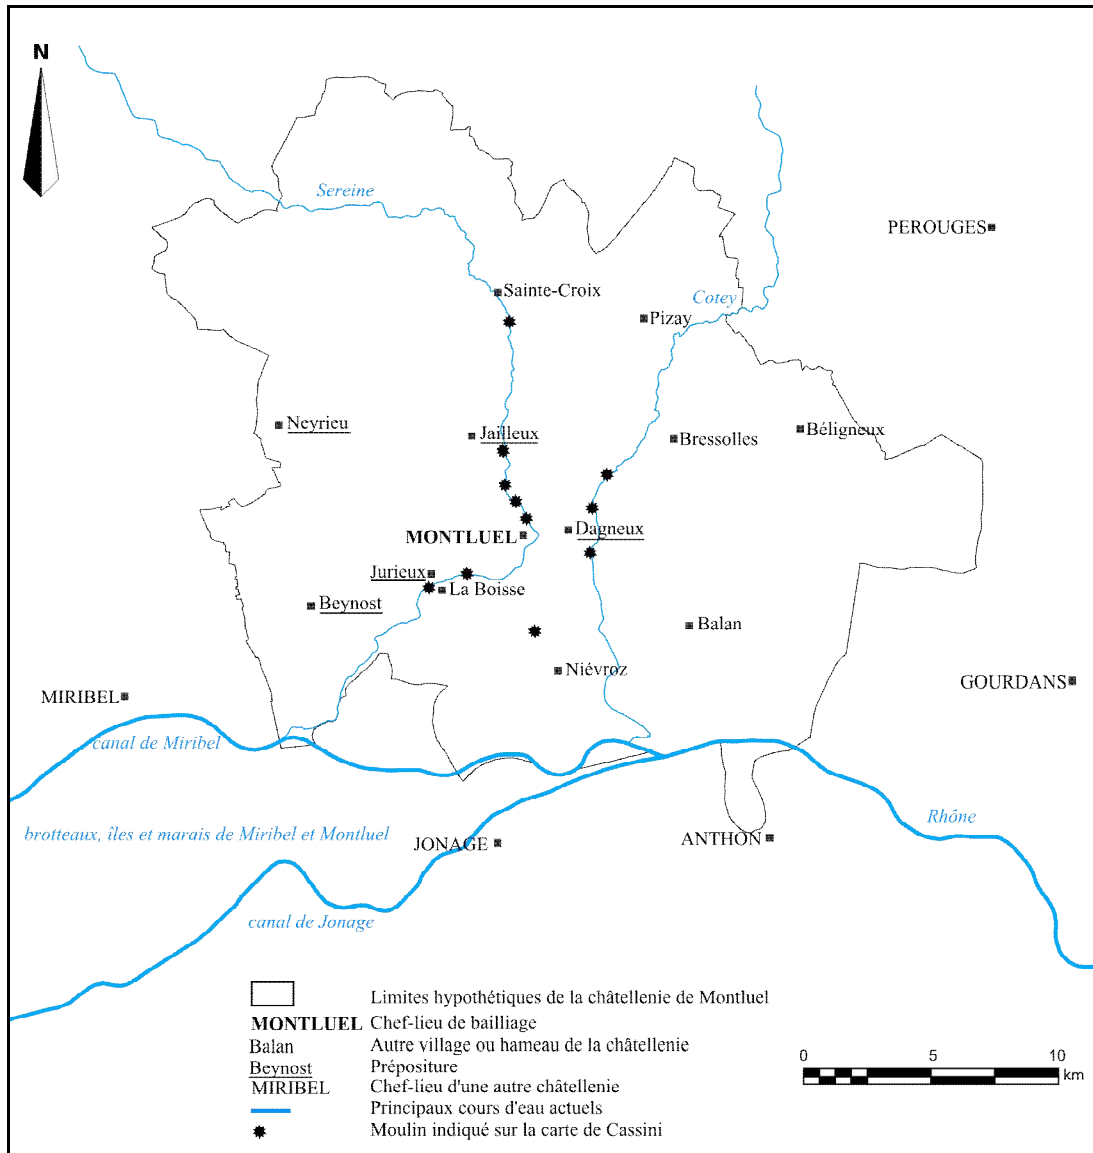 N
Sereine
PEROUGES
Sainte-Croix
Cotey
Pizay
Neyrieu
Jailleux
Bressolles
Béligneux
MONTLUEL
Dagneux
Jurieux
La Boisse
Beynost
Balan
Niévroz
MIRIBEL
GOURDANS
canal de Miribel
Rhône
brotteaux, îles et marais de Miribel et Montluel
JONAGE
ANTHON
canal de Jonage
Limites hypothétiques de la châtellenie de Montluel
MONTLUEL Chef-lieu de bailliage
Balan Autre village ou hameau de la châtellenie
Beynost Prépositure
MIRIBEL Chef-lieu d'une autre châtellenie
Principaux cours d'eau actuels
Moulin indiqué sur la carte de Cassini
0 5 10
km